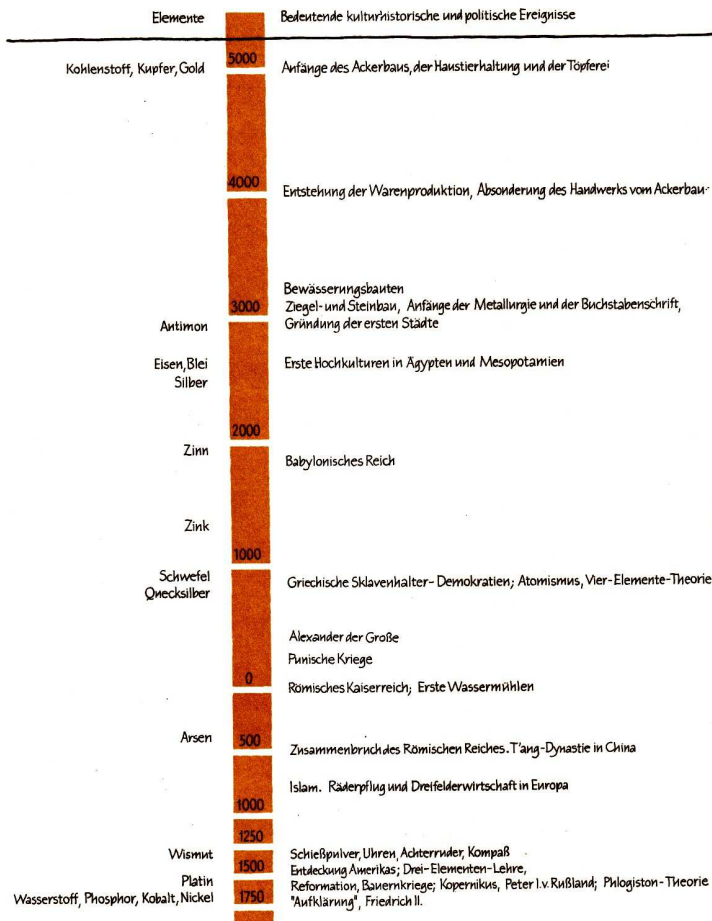 Elemente
Bedeutende kulturhistorische und politische Ereignisse
5000
Kohlenstoff, Kupfer, Gold
Anfänge des Ackerbaus, der Haustierhaltung und der Töpferei
4000
Entstehung der Warenproduktion, Absonderung des Handwerks vom Ackerbau
Bewässerungsbauten
3000
Ziegel- und Steinbau, Anfänge der Metallurgie und der Buchstabenschrift,
Antimon
Gründung der ersten Städte
Eisen, Blei
Erste Hochkulturen in Ägypten und Mesopotamien
Silber
2000
Zinn
Babylonisches Reich
Zink
1000
Schwefel
Griechische Sklavenhalter-Demokratien; Atomismus, Vier-Elemente-Theorie
Quecksilber
Alexander der Große
Punische Kriege
0
Römisches Kaiserreich; Erste Wassermühlen
Arsen
500
Zusammenbruch des Römischen Reiches. T'ang-Dynastie in China
Islam. Räderpflug und Dreifelderwirtschaft in Europa
1000
1250
Wismut
Schießpulver, Uhren, Achterruder, Kompaß
1500
Entdeckung Amerikas; Drei-Elementen-Lehre,
Platin
Reformation, Bauernkriege; Kopernikus, Peter I. v. Rußland; Phlogiston-Theorie
Wasserstoff, Phosphor, Kobalt, Nickel
1750
"Aufklärung", Friedrich II.